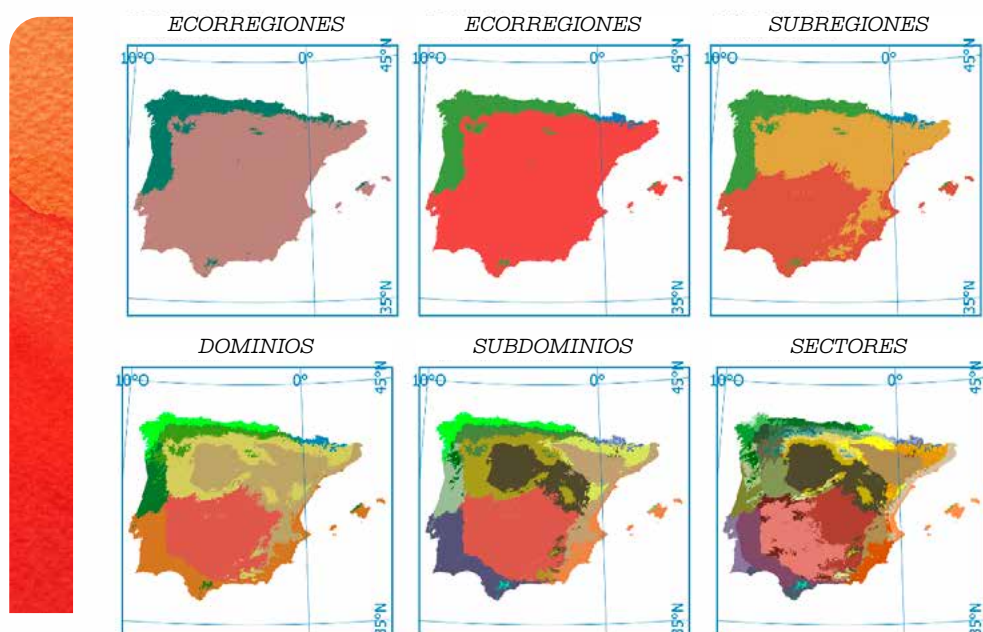 ECORREGIONES
ECORREGIONES
SUBREGIONES
10°O 0° 45°N
35°N
10°O 0° 45°N
35°N
10°O 0° 45°N
35°N
DOMINIOS
SUBDOMINIOS
SECTORES
10°O 0° 45°N
35°N
10°O 0° 45°N
35°N
10°O 0° 45°N
35°N